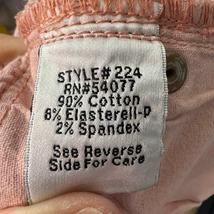 STYLE# 224
RN#54077
90% Cotton
8% Elasterell-p
2% Spandex
See Reverse
Side For Care